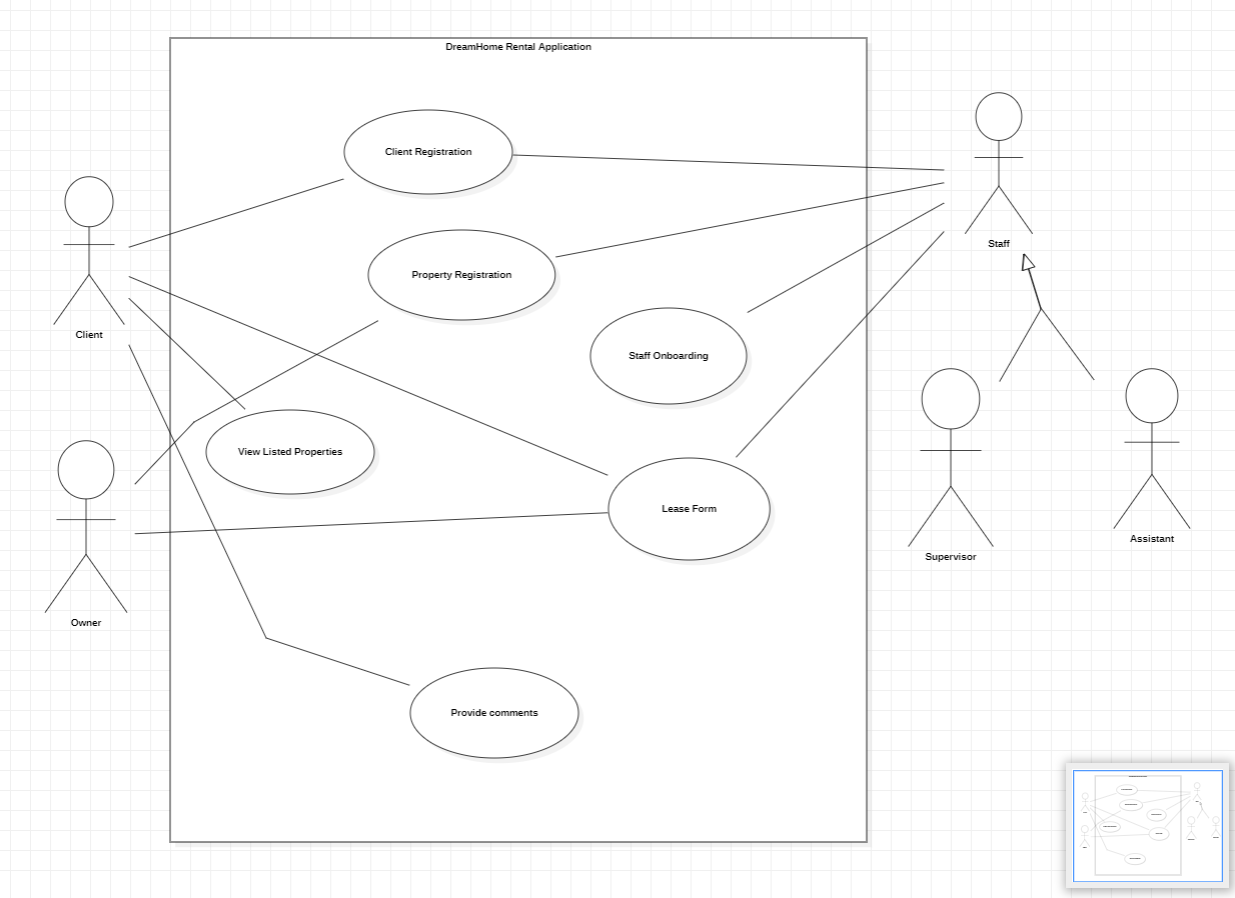 DreamHome Rental Application
Client Registration
Staff
Property Registration
Client
Staff Onboarding
View Listed Properties
Lease Form
Assistant
Supervisor
Owner
Provide comments